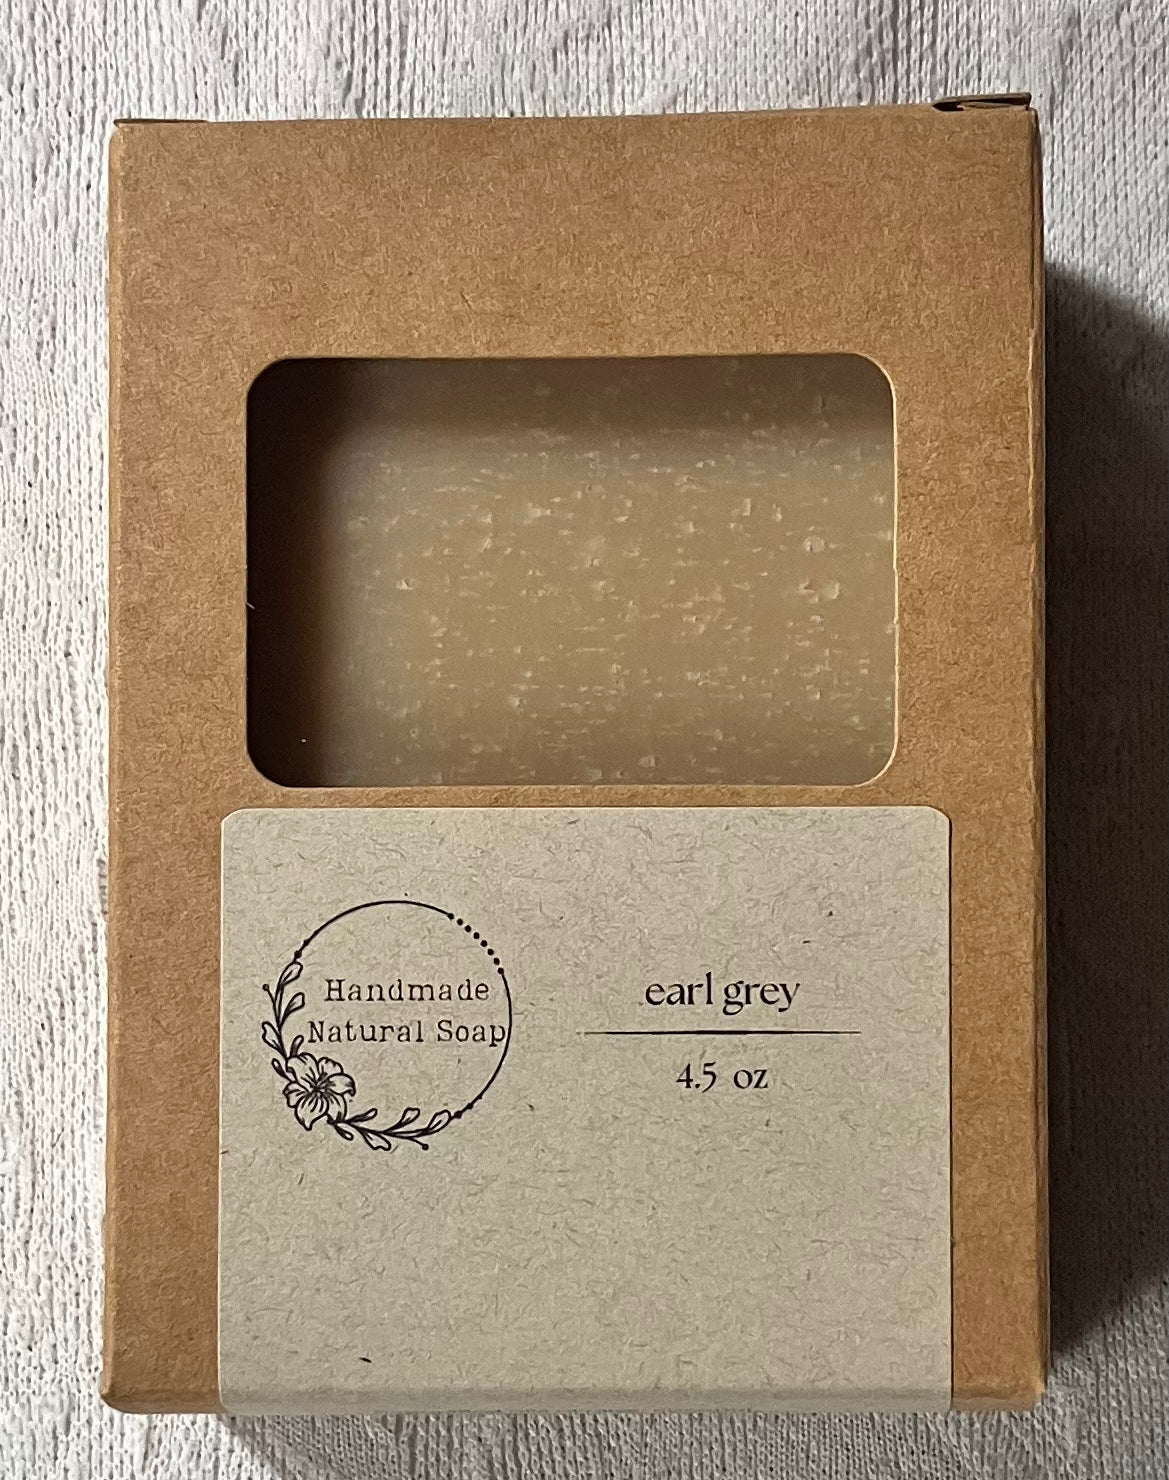 Handmade
Natural Soap
earl grey
4.5 oz